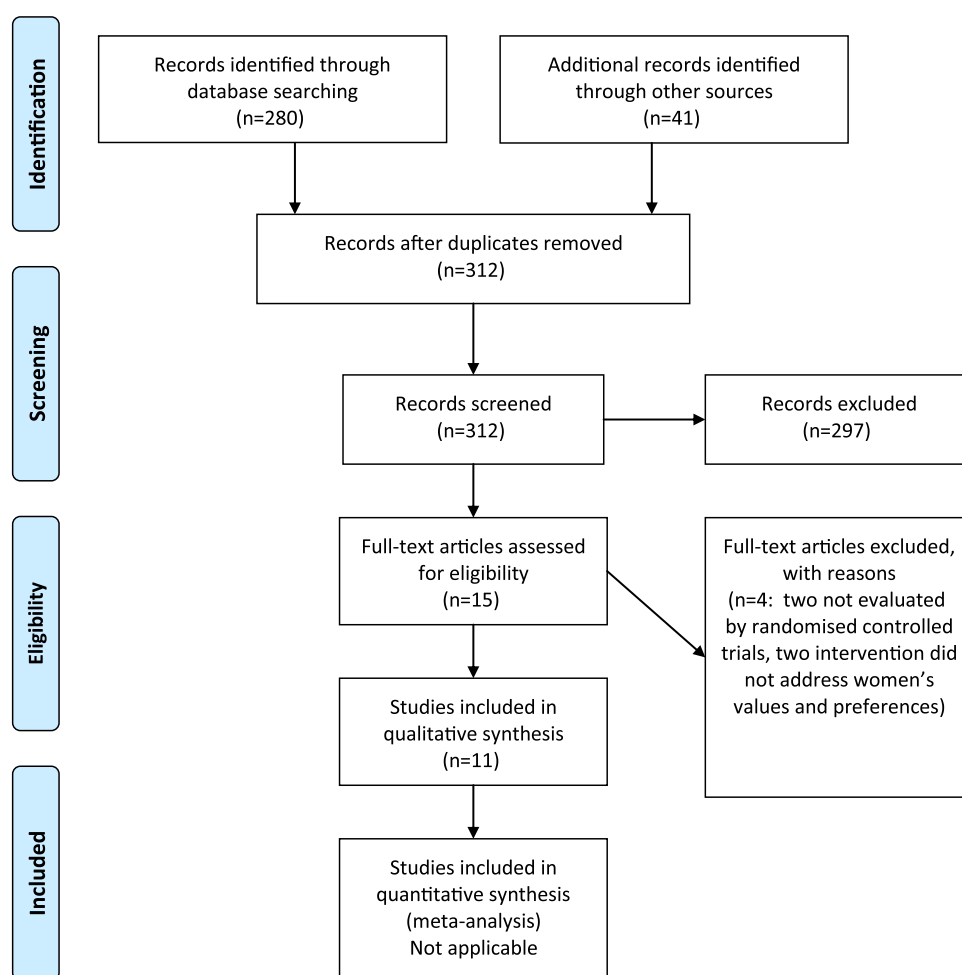 Identification
Records identified through
database searching
(n=280)
Additional records identified
through other sources
(n=41)
Records after duplicates removed
(n=312)
Screening
Records screened
(n=312)
Records excluded
(n=297)
Eligibility
Full-text articles assessed
for eligibility
(n=15)
Full-text articles excluded,
with reasons
(n=4: two not evaluated
by randomised controlled
trials, two intervention did
not address women’s
values and preferences)
Studies included in
qualitative synthesis
(n=11)
Included
Studies included in
quantitative synthesis
(meta-analysis)
Not applicable